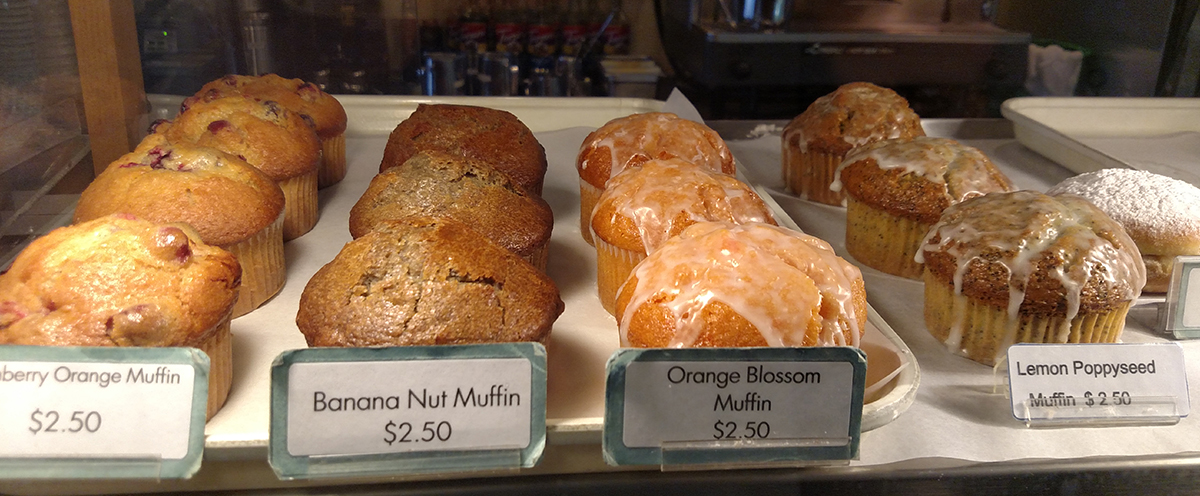 nberry Orange Muffin
$2.50
Banana Nut Muffin
$2.50
Orange Blossom
Muffin
$2.50
Lemon Poppyseed
Muffin $2.50